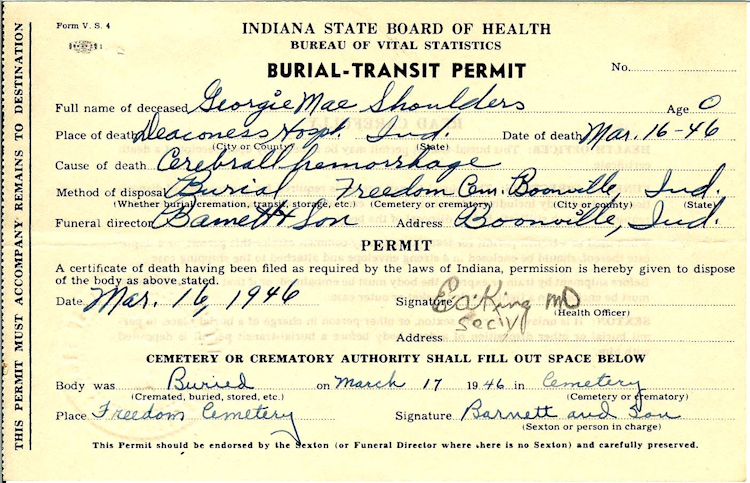 Form V. S. 4
INDIANA STATE BOARD OF HEALTH
BUREAU OF VITAL STATISTICS
BURIAL-TRANSIT PERMIT
No.
Full name of deceased Georgie Mae Shoulders Age 0
Place of death Deaconess Hospt. Ind. Date of death Mar. 16-46
(City or County) (State)
Cause of death Cerebral hemorrhage
Method of disposal Burial Freedom Cem. Boonville, Ind.
(Whether burial, cremation, transit, storage, etc.) (Cemetery or crematory) (City or county) (State)
Funeral director Barnett & Son Address Boonville, Ind.
PERMIT
A certificate of death having been filed as required by the laws of Indiana, permission is hereby given to dispose
of the body as above stated.
Date Mar. 16, 1946 Signature Ea King MD
(Health Officer)
Sec'y
Address
CEMETERY OR CREMATORY AUTHORITY SHALL FILL OUT SPACE BELOW
Body was Buried on March 17 1946 in Cemetery
(Cremated, buried, stored, etc.) (Cemetery or crematory)
Place Freedom Cemetery Signature Barnett and Son
(Sexton or person in charge)
This Permit should be endorsed by the Sexton (or Funeral Director where there is no Sexton) and carefully preserved.
THIS PERMIT MUST ACCOMPANY REMAINS TO DESTINATION